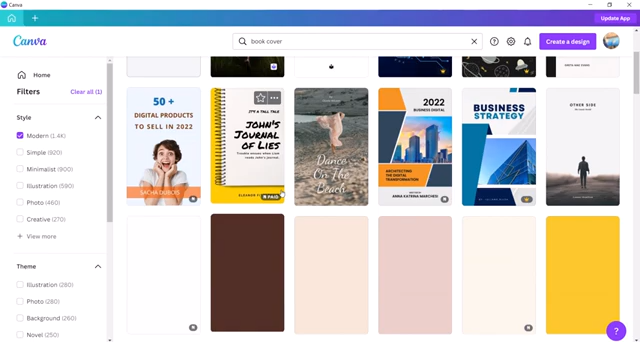 Canva
Update App
Canva
book cover
Create a design
Home
Filters
Clear all (1)
Style
Modern (1.4K)
Simple (920)
Minimalist (900)
Illustration (590)
Photo (460)
Creative (270)
View more
Theme
Illustration (280)
Photo (280)
Background (260)
Novel (250)
50 +
DIGITAL PRODUCTS
TO SELL IN 2022
SACHA DUBOIS
IT'S A TALL TALE
JOHN'S
JOURNAL
OF LIES
PAID
Dance
On The
Beach
2022
BUSINESS DIGITAL
ARCHITECTING
THE DIGITAL
TRANSFORMATION
ANNA KATRINA MARCHESI
BUSINESS
STRATEGY
OTHER SIDE
?